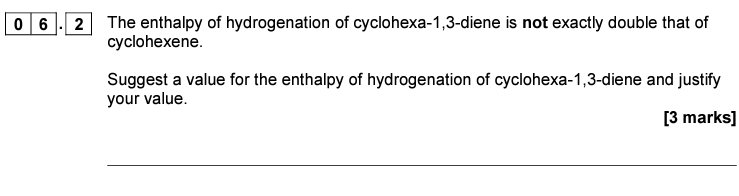 0 6 . 2 The enthalpy of hydrogenation of cyclohexa-1,3-diene is not exactly double that of
cyclohexene.
Suggest a value for the enthalpy of hydrogenation of cyclohexa-1,3-diene and justify
your value.
[3 marks]